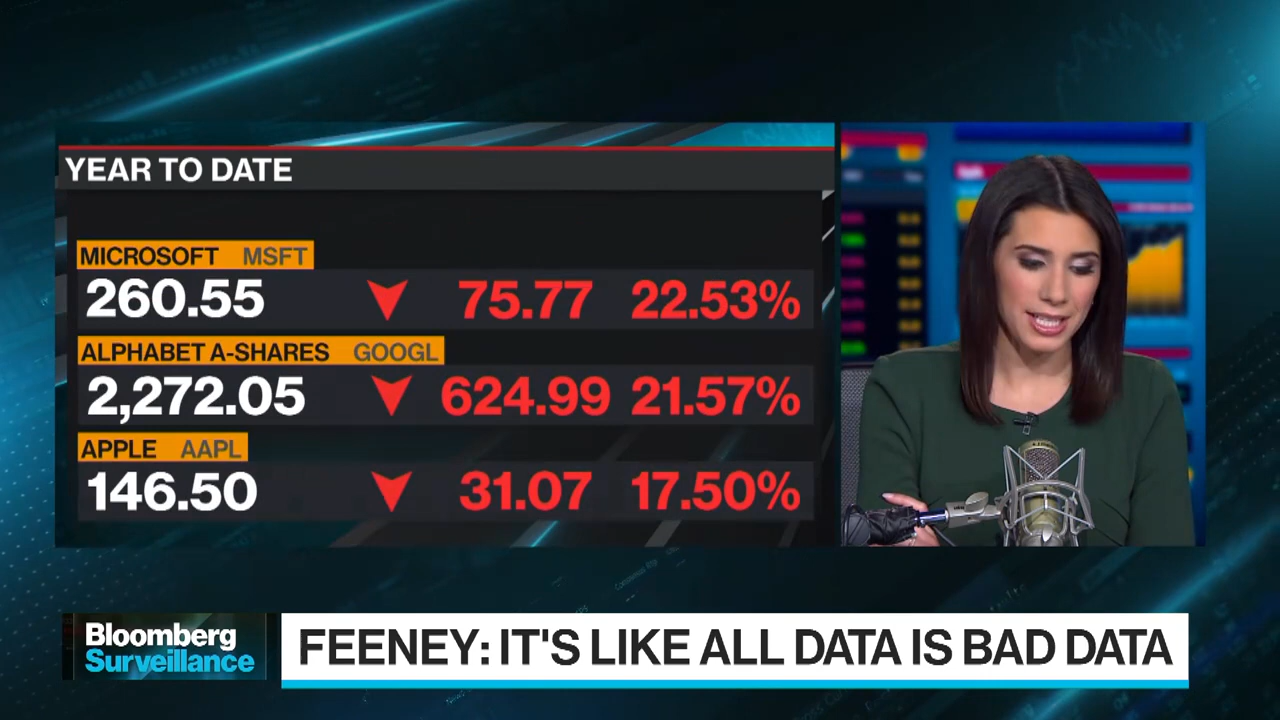 YEAR TO DATE
MICROSOFT MSFT
260.55 75.77 22.53%
ALPHABET A-SHARES GOOGL
2,272.05 624.99 21.57%
APPLE AAPL
146.50 31.07 17.50%
Bloomberg
Surveillance
FEENEY: IT'S LIKE ALL DATA IS BAD DATA